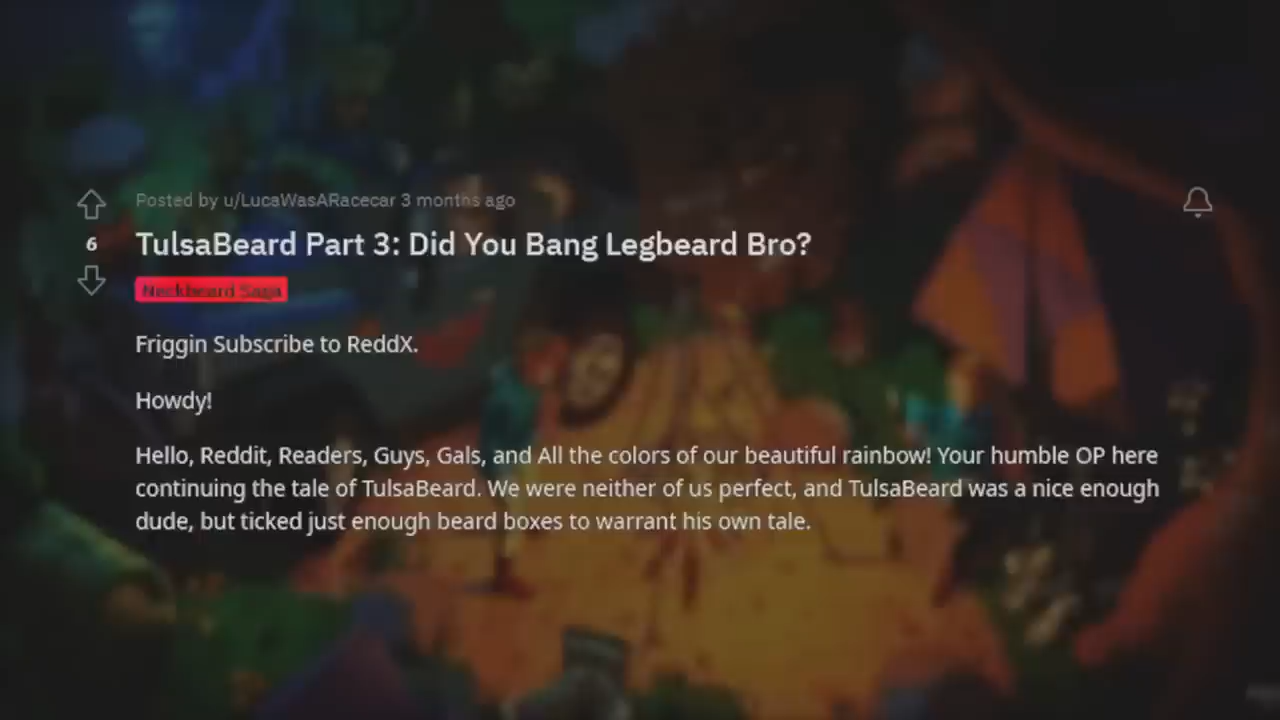 Posted by u/LucaWasARacecar 3 months ago
6
TulsaBeard Part 3: Did You Bang Legbeard Bro?
Neckbeard Saga
Friggin Subscribe to ReddX.
Howdy!
Hello, Reddit, Readers, Guys, Gals, and All the colors of our beautiful rainbow! Your humble OP here
continuing the tale of TulsaBeard. We were neither of us perfect, and TulsaBeard was a nice enough
dude, but ticked just enough beard boxes to warrant his own tale.